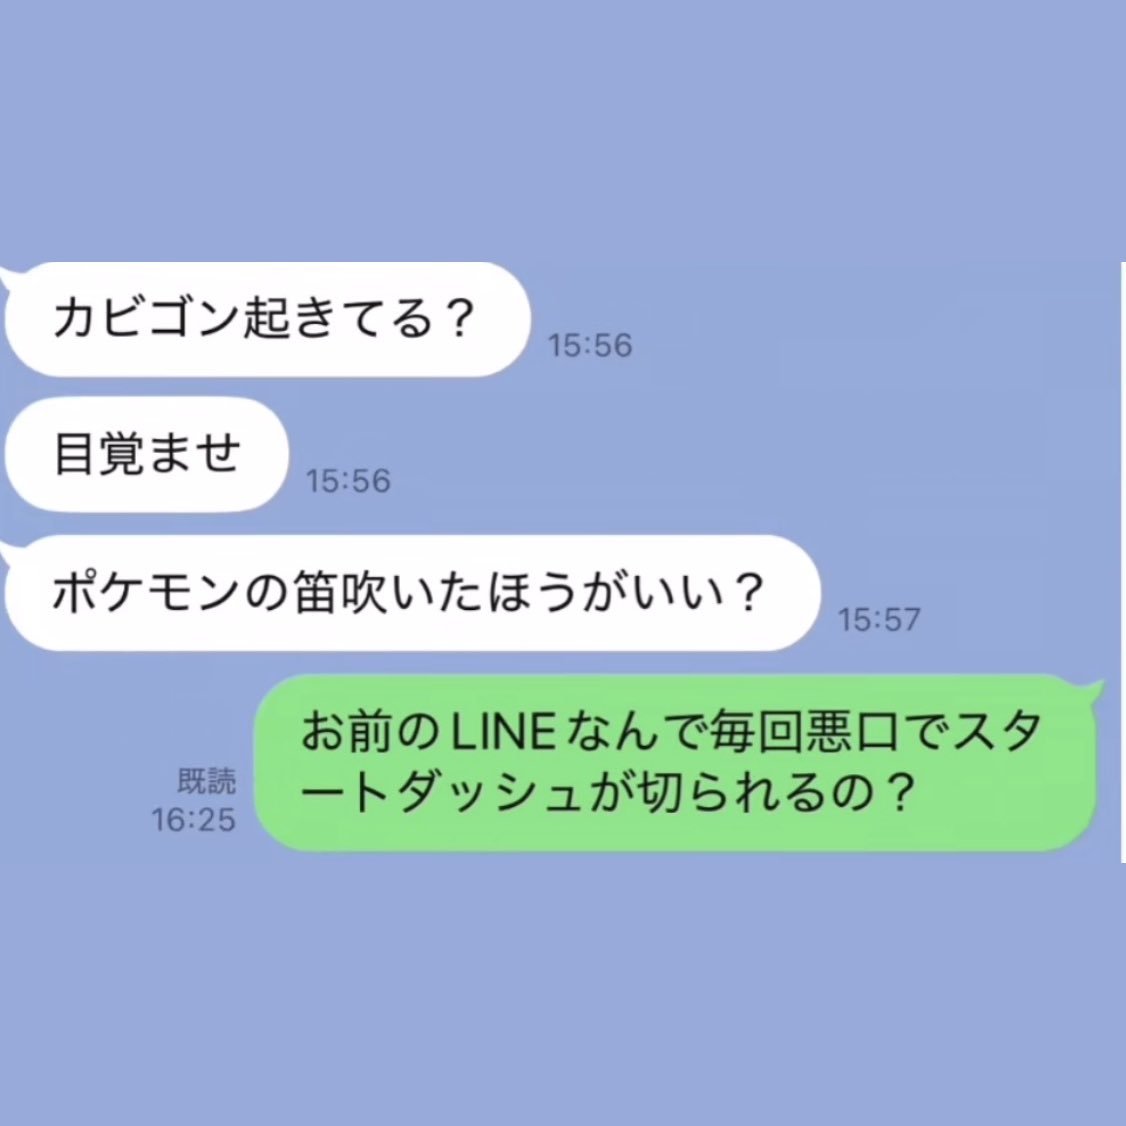 カビゴン起きてる？
15:56
目覚ませ
15:56
ポケモンの笛吹いたほうがいい？
15:57
お前のLINEなんで毎回悪口でスタ
ートダッシュが切られるの？
既読
16:25